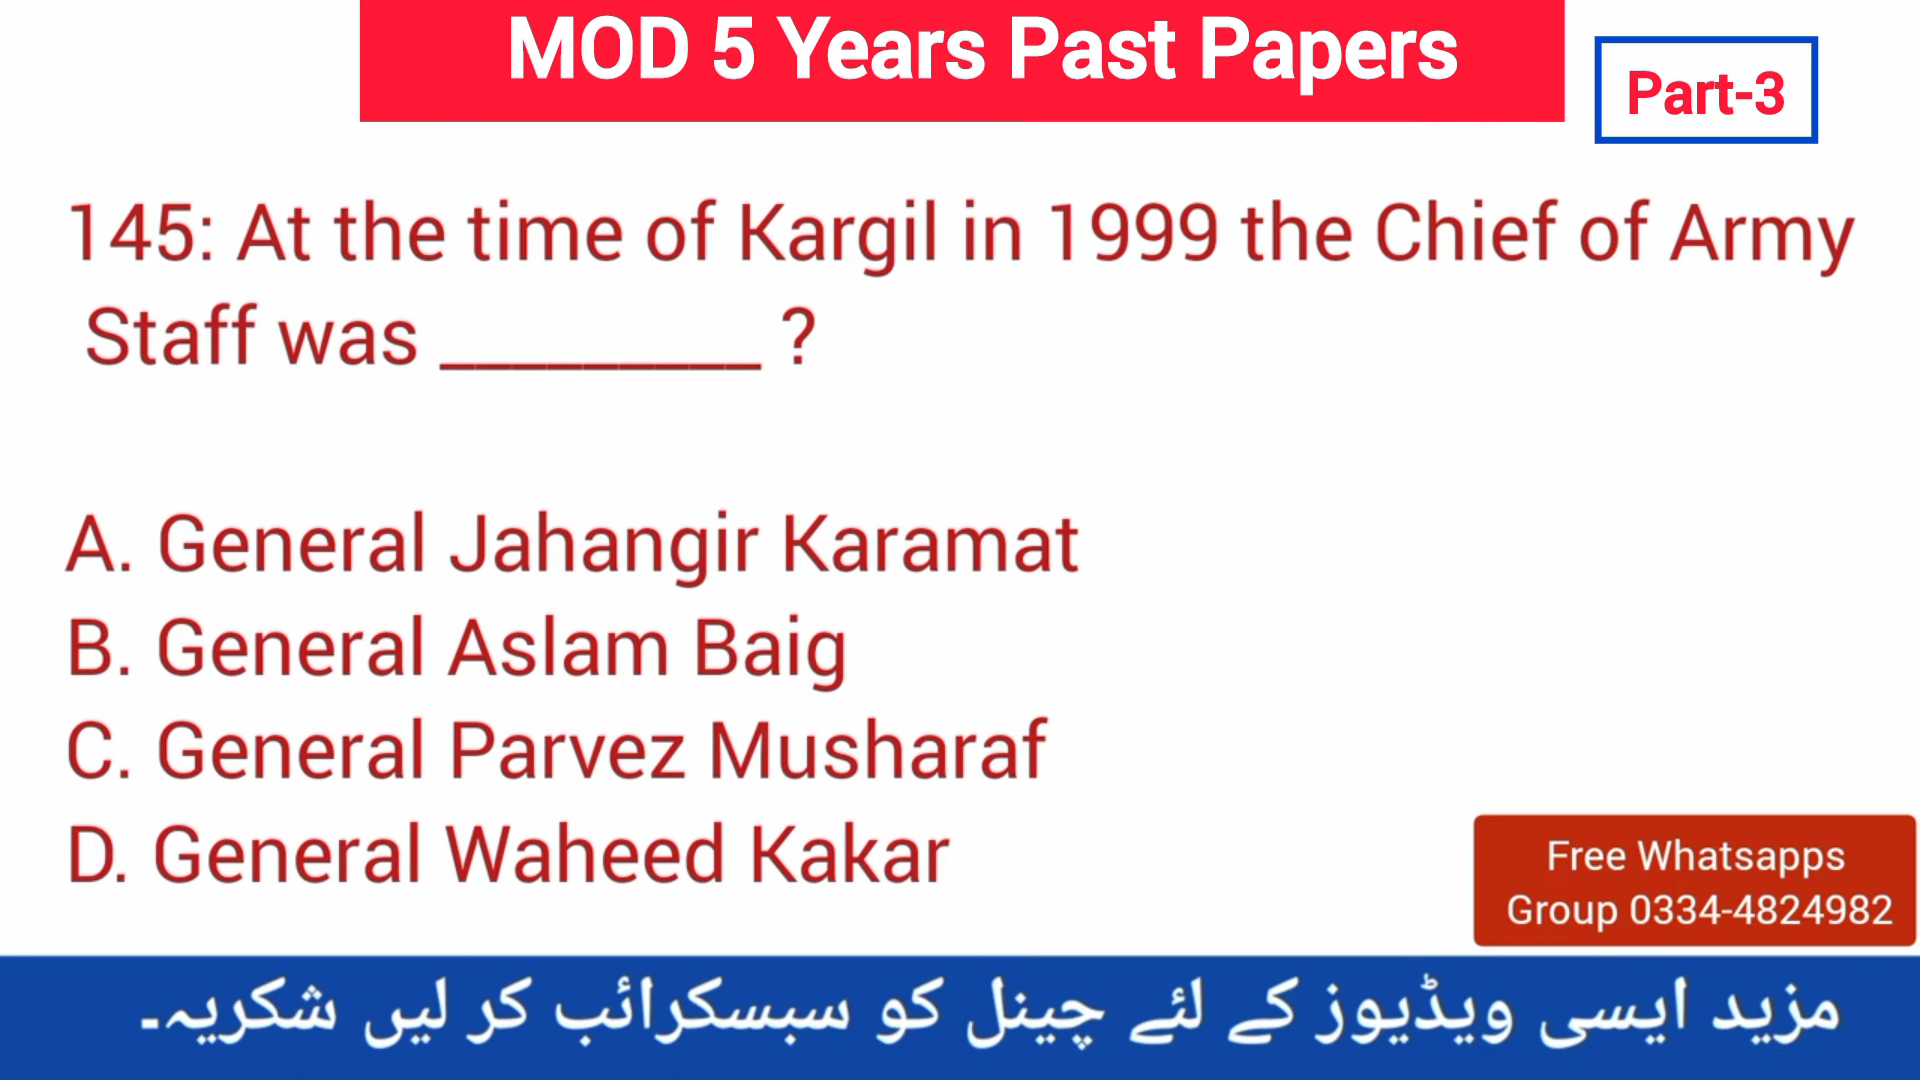 MOD 5 Years Past Papers
Part-3
145: At the time of Kargil in 1999 the Chief of Army
Staff was _________ ?
A. General Jahangir Karamat
B. General Aslam Baig
C. General Parvez Musharaf
D. General Waheed Kakar
Free Whatsapps
Group 0334-4824982
مزید ایسی ویڈیوز کے لئے چینل کو سبسکرائب کر لیں شکریہ۔